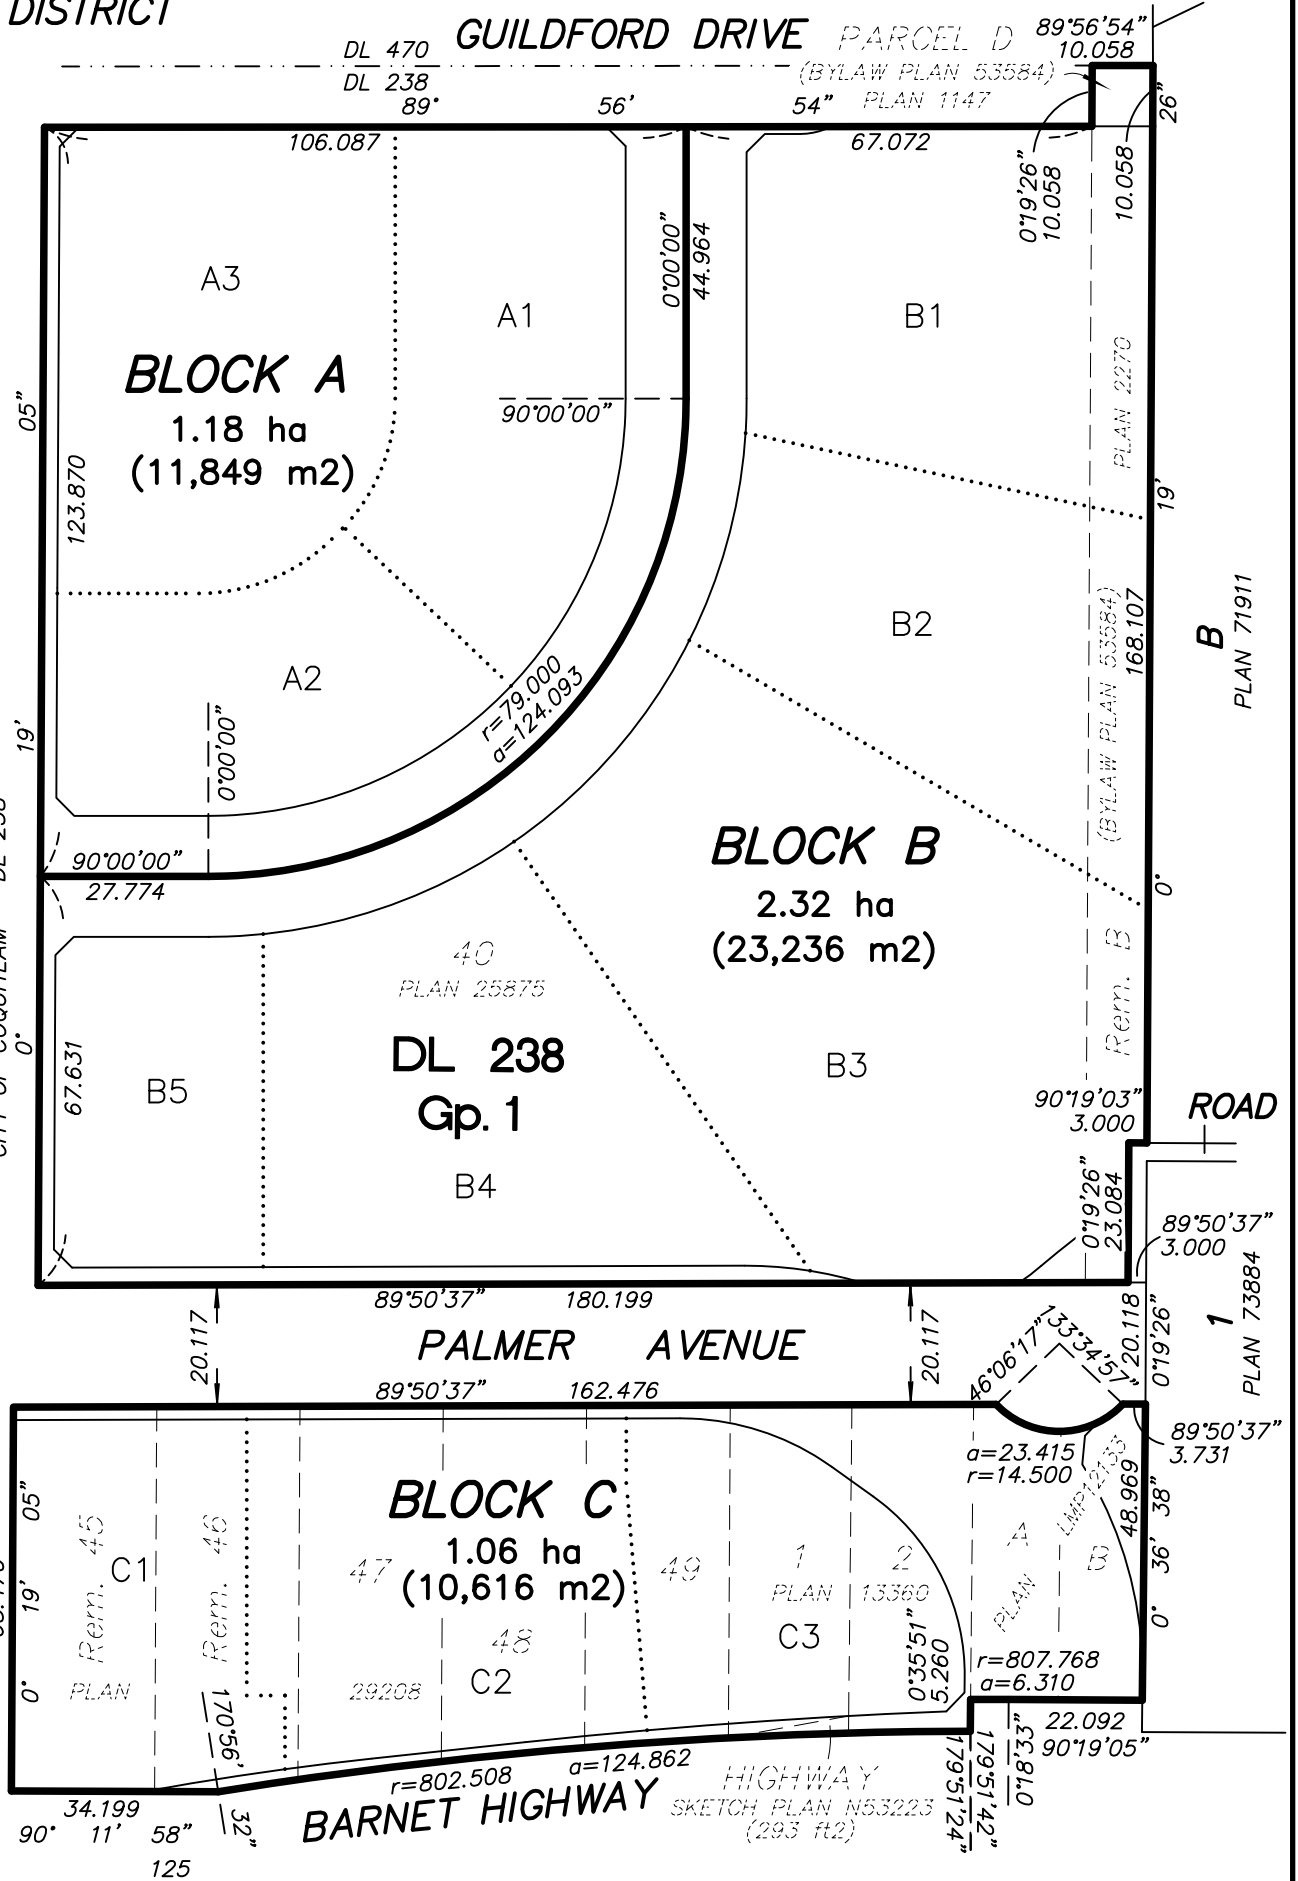 DISTRICT
DL 470
GUILDFORD DRIVE
PARCEL D
(BYLAW PLAN 53584)
PLAN 1147
89°56'54"
10.058
DL 238
89° 56' 54"
26"
106.087
67.072
0°19'26"
10.058
10.058
0°00'00"
44.964
A3
A1
B1
BLOCK A
1.18 ha
(11,849 m2)
90°00'00"
05"
123.870
PLAN 2270
19'
A2
B2
r=79.000
a=124.093
(BYLAW PLAN 53584)
168.107
B
PLAN 71911
0°00'00"
19'
90°00'00"
27.774
BLOCK B
2.32 ha
(23,236 m2)
0°
CITY OF COQUITLAM
40
PLAN 25875
Rem. B
DL 238
Gp. 1
0°
67.631
B5
B4
B3
90°19'03"
3.000
ROAD
0°19'26"
23.084
89°50'37"
3.000
1
PLAN 73884
89°50'37" 180.199
20.117
PALMER AVENUE
20.117
20.118
0°19'26"
46°06'17"
133°34'57"
89°50'37" 162.476
89°50'37"
3.731
a=23.415
r=14.500
BLOCK C
1.06 ha
(10,616 m2)
05"
19'
0°
Rem. 45
C1
Rem. 46
47
48
49
1
2
PLAN 13360
C3
C2
PLAN
29208
A
B
PLAN
LMP12133
48.969
38"
36'
0°
0°35'51"
5.260
r=807.768
a=6.310
22.092
90°19'05"
0°18'33"
179°51'42"
179°51'24"
170°56'
32"
r=802.508
a=124.862
BARNET HIGHWAY
HIGHWAY
SKETCH PLAN N53223
(293 ft2)
34.199
90° 11' 58"
125